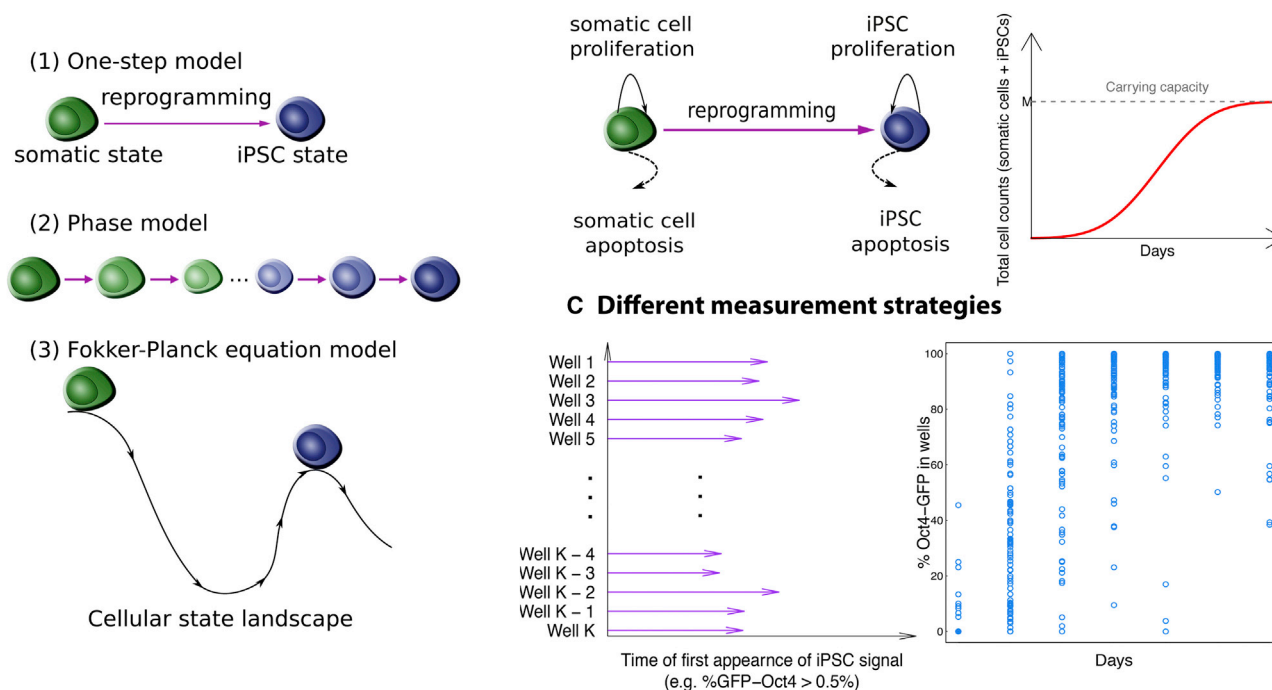 (1) One-step model
reprogramming
somatic state
iPSC state
(2) Phase model
...
(3) Fokker-Planck equation model
Cellular state landscape
somatic cell
proliferation
iPSC
proliferation
reprogramming
somatic cell
apoptosis
iPSC
apoptosis
Total cell counts (somatic cells + iPSCs)
M
Carrying capacity
Days
C Different measurement strategies
Well 1
Well 2
Well 3
Well 4
Well 5
Well K − 4
Well K − 3
Well K − 2
Well K − 1
Well K
Time of first appearnce of iPSC signal
(e.g. %GFP−Oct4 > 0.5%)
% Oct4−GFP in wells
100
80
60
40
20
0
Days